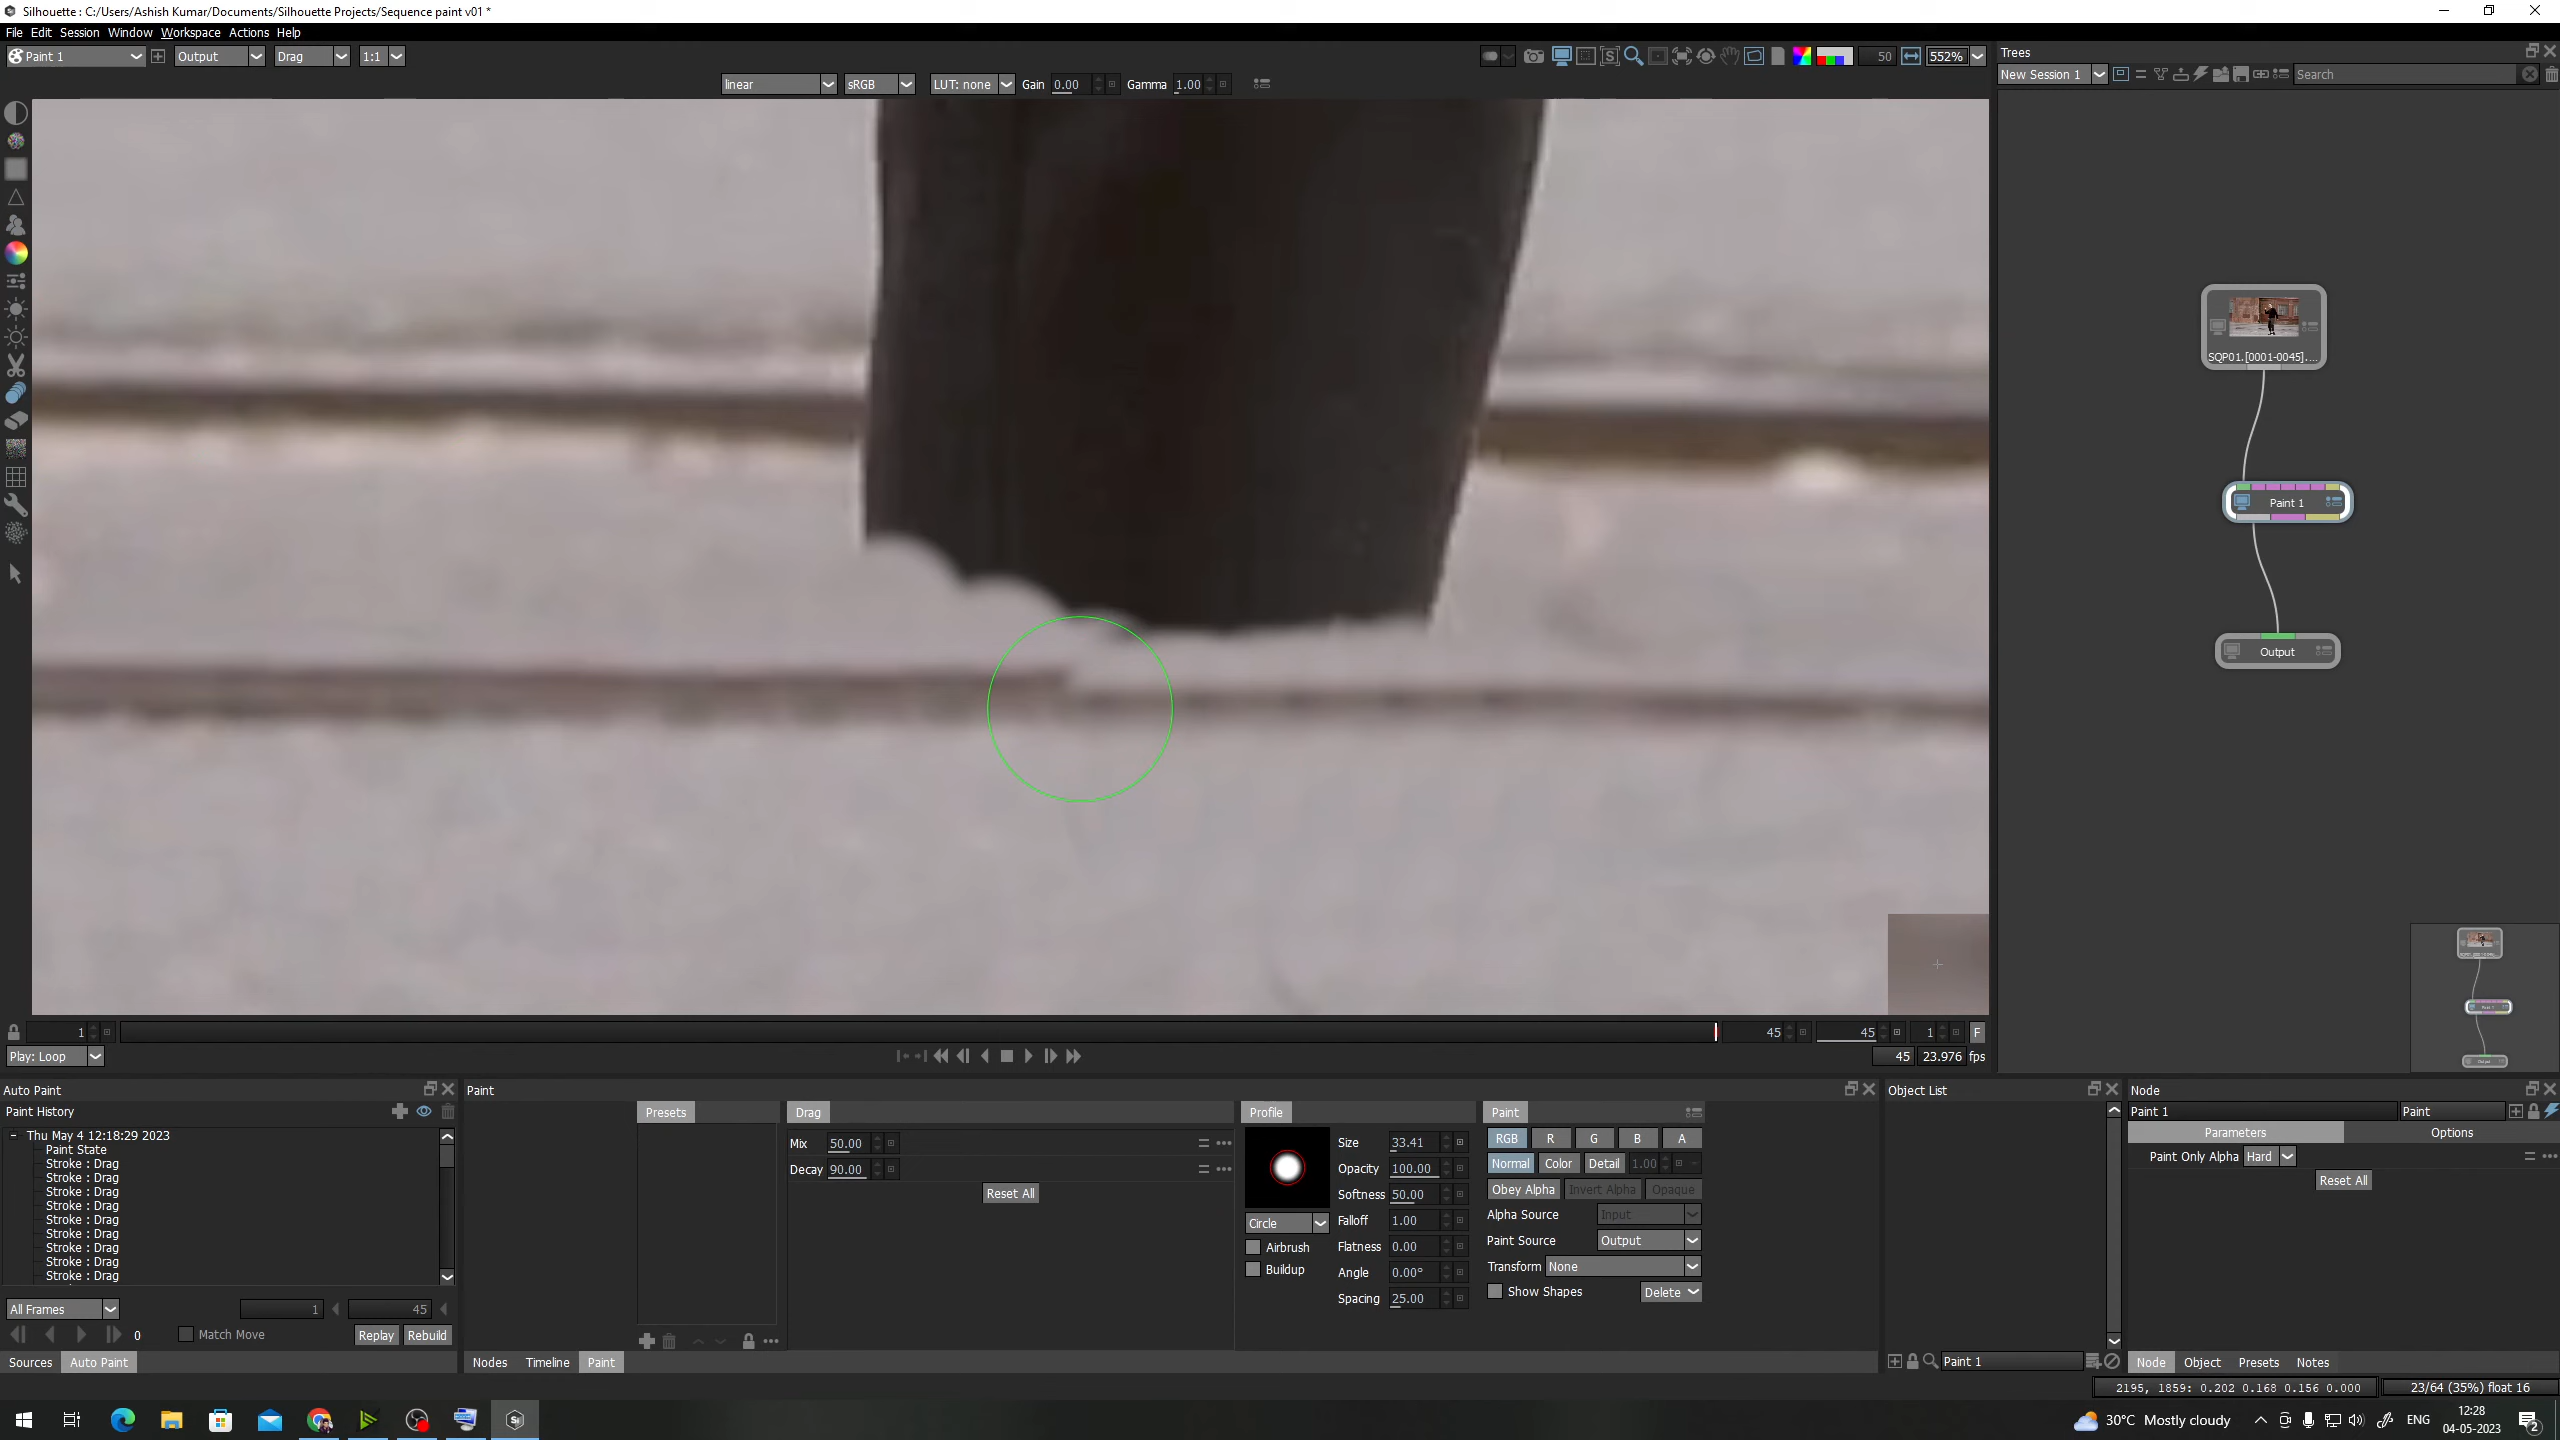 Silhouette : C:/Users/Ashish Kumar/Documents/Silhouette Projects/Sequence paint v01 *
File Edit Session Window Workspace Actions Help
Paint 1 Output Drag 1:1 50 552%
linear sRGB LUT: none Gain 0.00 Gamma 1.00
Trees
New Session 1 Search
SQP01.[0001-0045]....
Paint 1
Output
1 45 45 1 F
Play: Loop 45 23.976 fps
Auto Paint
Paint History
Thu May 4 12:18:29 2023
Paint State
Stroke : Drag
Stroke : Drag
Stroke : Drag
Stroke : Drag
Stroke : Drag
Stroke : Drag
Stroke : Drag
Stroke : Drag
Stroke : Drag
All Frames 1 45
0 Match Move Replay Rebuild
Sources Auto Paint
Paint
Presets
Drag
Mix 50.00
Decay 90.00
Reset All
Profile
Circle
Airbrush
Buildup
Size 33.41
Opacity 100.00
Softness 50.00
Falloff 1.00
Flatness 0.00
Angle 0.00°
Spacing 25.00
Paint
RGB R G B A
Normal Color Detail 1.00
Obey Alpha Invert Alpha Opaque
Alpha Source Input
Paint Source Output
Transform None
Show Shapes Delete
Nodes Timeline Paint
Object List
Paint 1
Node
Paint 1 Paint
Parameters Options
Paint Only Alpha Hard
Reset All
Node Object Presets Notes
2195, 1859: 0.202 0.168 0.156 0.000 23/64 (35%) float 16
30°C Mostly cloudy ENG 12:28
04-05-2023 2